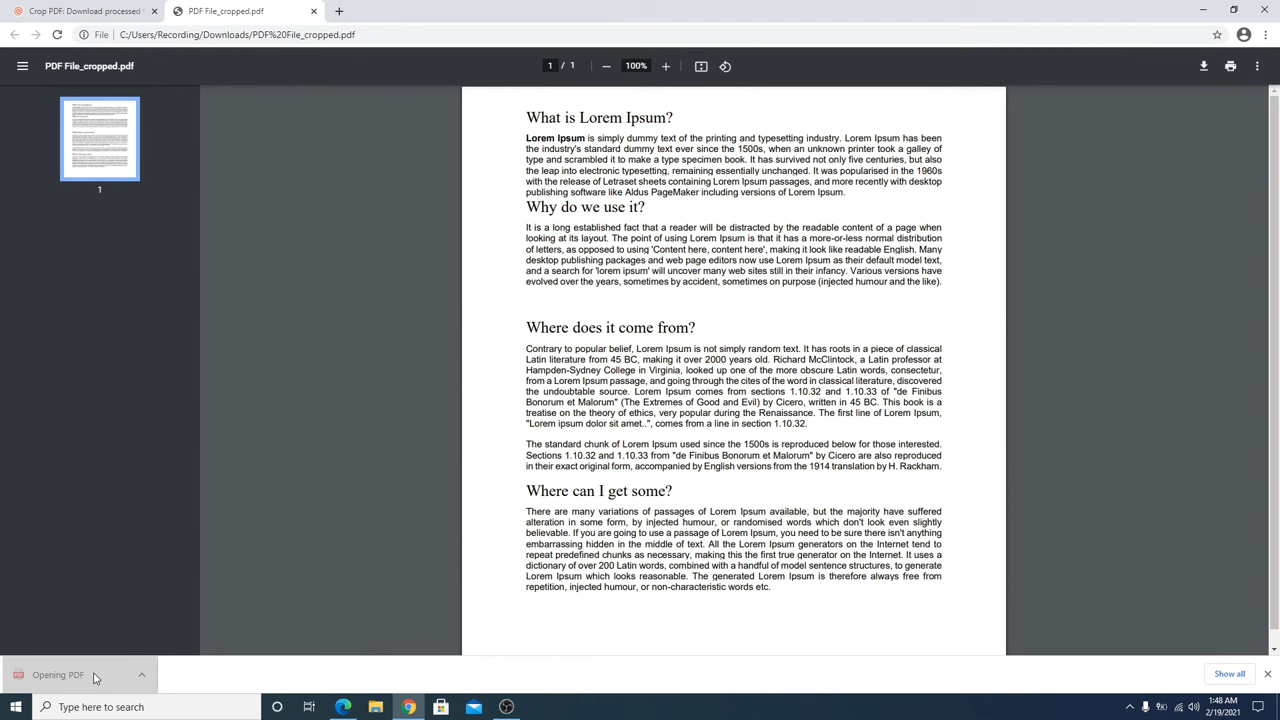 Crop PDF: Download processed f
PDF File_cropped.pdf
File
C:/Users/Recording/Downloads/PDF%20File_cropped.pdf
PDF File_cropped.pdf
1 / 1
100%
What is Lorem Ipsum?
Lorem Ipsum is simply dummy text of the printing and typesetting industry. Lorem Ipsum has been
the industry's standard dummy text ever since the 1500s, when an unknown printer took a galley of
type and scrambled it to make a type specimen book. It has survived not only five centuries, but also
the leap into electronic typesetting, remaining essentially unchanged. It was popularised in the 1960s
with the release of Letraset sheets containing Lorem Ipsum passages, and more recently with desktop
publishing software like Aldus PageMaker including versions of Lorem Ipsum.
Why do we use it?
It is a long established fact that a reader will be distracted by the readable content of a page when
looking at its layout. The point of using Lorem Ipsum is that it has a more-or-less normal distribution
of letters, as opposed to using 'Content here, content here', making it look like readable English. Many
desktop publishing packages and web page editors now use Lorem Ipsum as their default model text,
and a search for 'lorem ipsum' will uncover many web sites still in their infancy. Various versions have
evolved over the years, sometimes by accident, sometimes on purpose (injected humour and the like).
Where does it come from?
Contrary to popular belief, Lorem Ipsum is not simply random text. It has roots in a piece of classical
Latin literature from 45 BC, making it over 2000 years old. Richard McClintock, a Latin professor at
Hampden-Sydney College in Virginia, looked up one of the more obscure Latin words, consectetur,
from a Lorem Ipsum passage, and going through the cites of the word in classical literature, discovered
the undoubtable source. Lorem Ipsum comes from sections 1.10.32 and 1.10.33 of "de Finibus
Bonorum et Malorum" (The Extremes of Good and Evil) by Cicero, written in 45 BC. This book is a
treatise on the theory of ethics, very popular during the Renaissance. The first line of Lorem Ipsum,
"Lorem ipsum dolor sit amet..", comes from a line in section 1.10.32.
The standard chunk of Lorem Ipsum used since the 1500s is reproduced below for those interested.
Sections 1.10.32 and 1.10.33 from "de Finibus Bonorum et Malorum" by Cicero are also reproduced
in their exact original form, accompanied by English versions from the 1914 translation by H. Rackham.
Where can I get some?
There are many variations of passages of Lorem Ipsum available, but the majority have suffered
alteration in some form, by injected humour, or randomised words which don't look even slightly
believable. If you are going to use a passage of Lorem Ipsum, you need to be sure there isn't anything
embarrassing hidden in the middle of text. All the Lorem Ipsum generators on the Internet tend to
repeat predefined chunks as necessary, making this the first true generator on the Internet. It uses a
dictionary of over 200 Latin words, combined with a handful of model sentence structures, to generate
Lorem Ipsum which looks reasonable. The generated Lorem Ipsum is therefore always free from
repetition, injected humour, or non-characteristic words etc.
1
Opening PDF
Show all
Type here to search
1:48 AM
2/19/2021